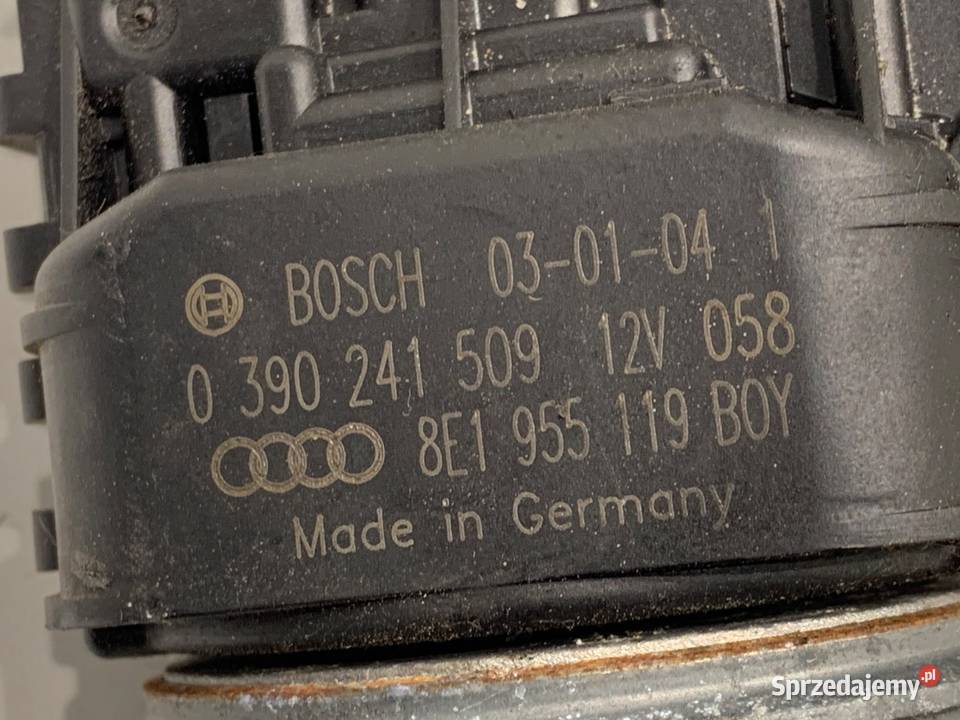 BOSCH 03-01-04 1
0 390 241 509 12V 058
8E1 955 119 BOY
Made in Germany
Sprzedajemy.pl